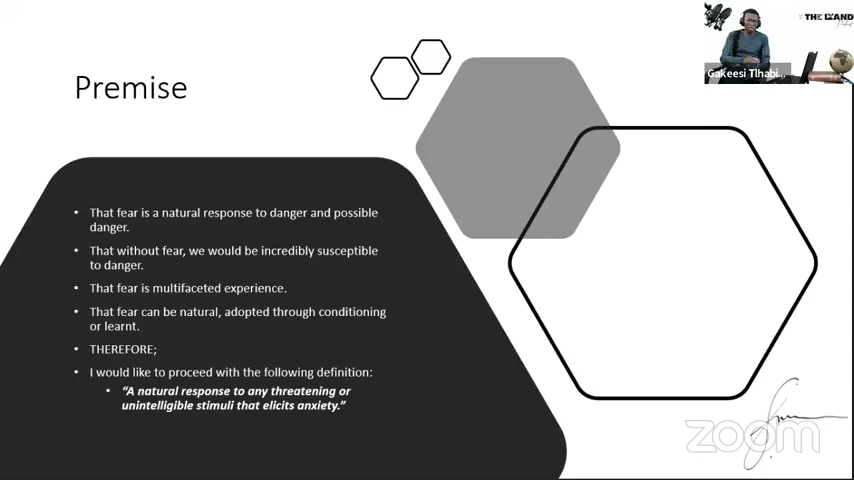 THE LAND
Gakeesi Tlhabi...
Premise
• That fear is a natural response to danger and possible
danger.
• That without fear, we would be incredibly susceptible
to danger.
• That fear is multifaceted experience.
• That fear can be natural, adopted through conditioning
or learnt.
• THEREFORE;
• I would like to proceed with the following definition:
• “A natural response to any threatening or
unintelligible stimuli that elicits anxiety.”
zoom